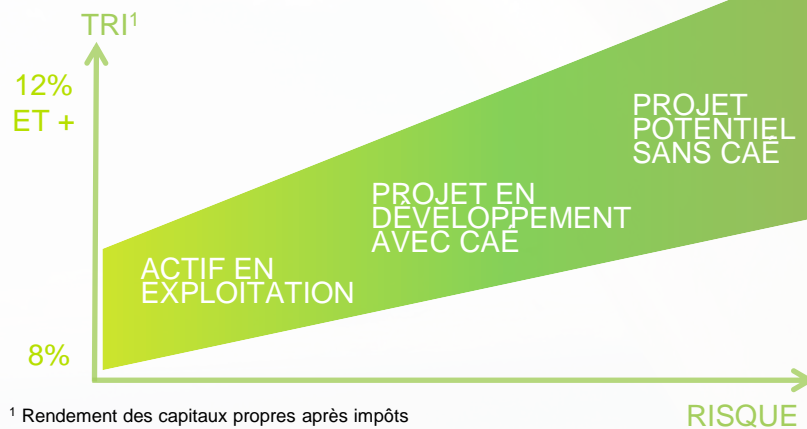 TRI¹
12%
ET +
PROJET
POTENTIEL
SANS CAÉ
PROJET EN
DÉVELOPPEMENT
AVEC CAÉ
ACTIF EN
EXPLOITATION
8%
¹ Rendement des capitaux propres après impôts
RISQUE